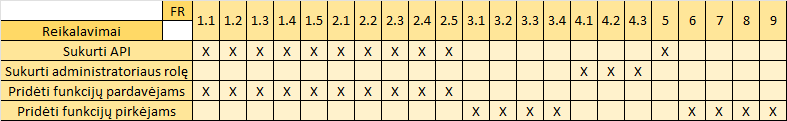 FR 1.1 1.2 1.3 1.4 1.5 2.1 2.2 2.3 2.4 2.5 3.1 3.2 3.3 3.4 4.1 4.2 4.3 5 6 7 8 9
Reikalavimai
Sukurti API X X X X X X X X X X X
Sukurti administratoriaus rolę X X X
Pridėti funkcijų pardavėjams X X X X X X X X X X
Pridėti funkcijų pirkėjams X X X X X X X X